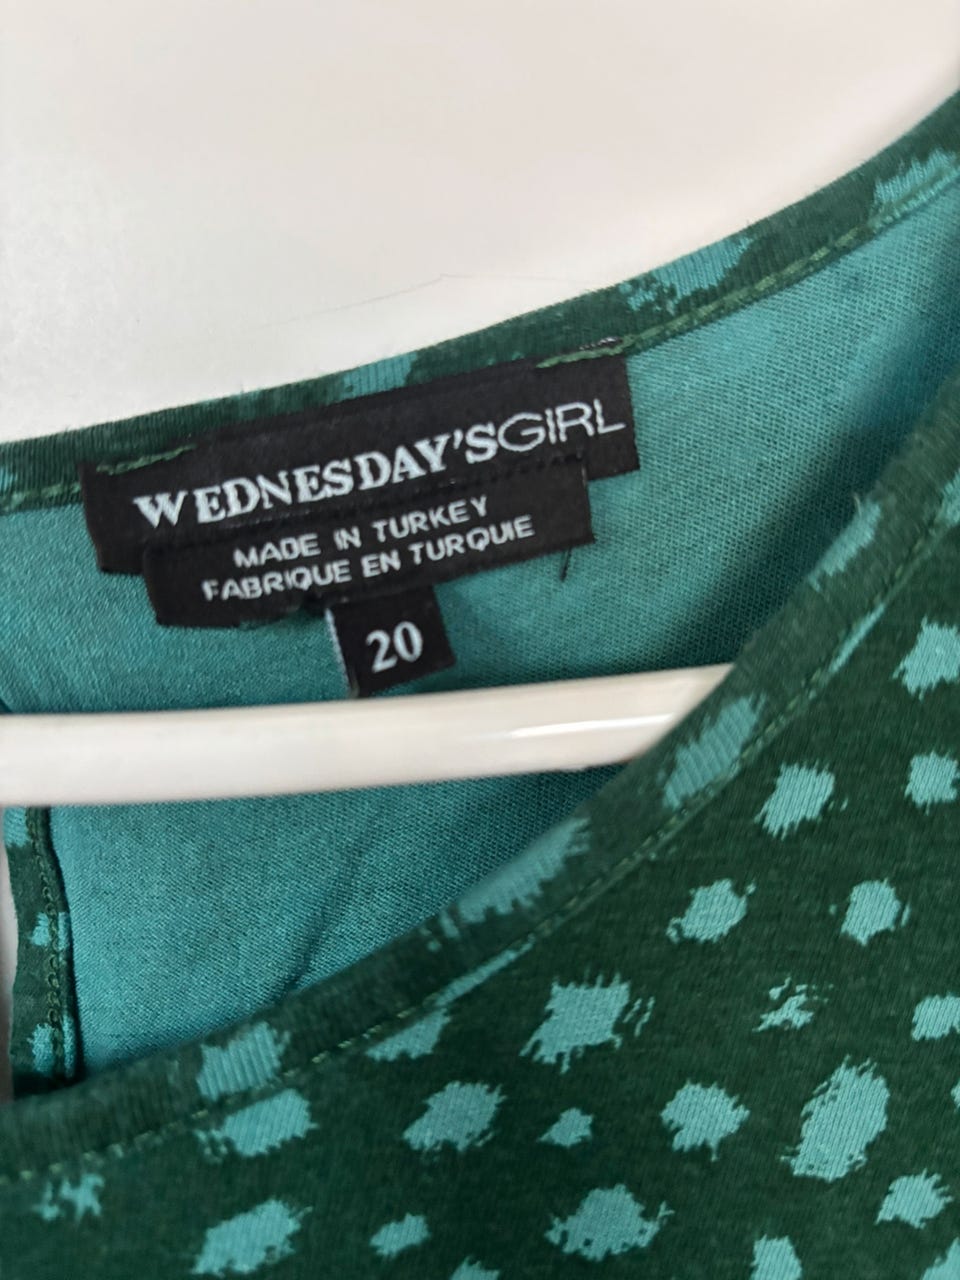 WEDNESDAY'SGIRL
MADE IN TURKEY
FABRIQUE EN TURQUIE
20